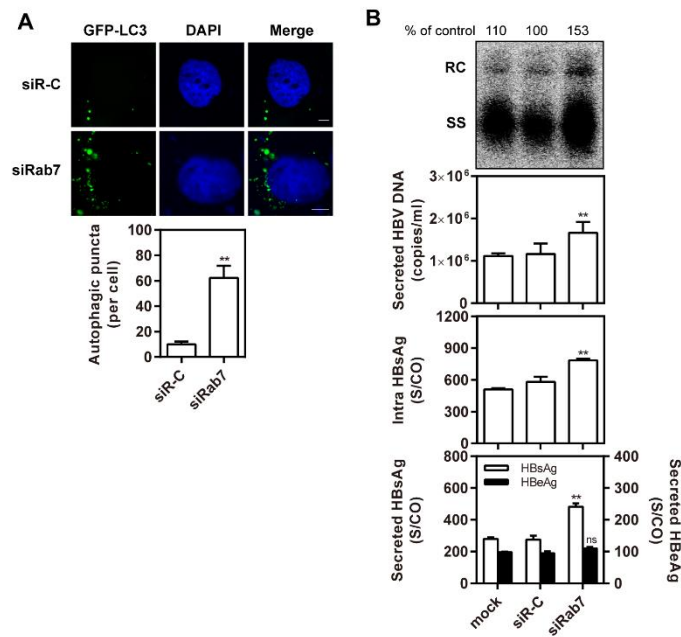 A
GFP-LC3 DAPI Merge
siR-C
siRab7
Autophagic puncta
(per cell)
100
80
60
40
20
0
**
siR-C siRab7
B
% of control 110 100 153
RC
SS
Secreted HBV DNA
(copies/ml)
3×10⁶
2×10⁶
1×10⁶
0
**
Intra HBsAg
(S/CO)
1200
900
600
300
0
**
Secreted HBsAg
(S/CO)
800
600
400
200
0
HBsAg
HBeAg
**
ns
400
300
200
100
0
Secreted HBeAg
(S/CO)
mock siR-C siRab7